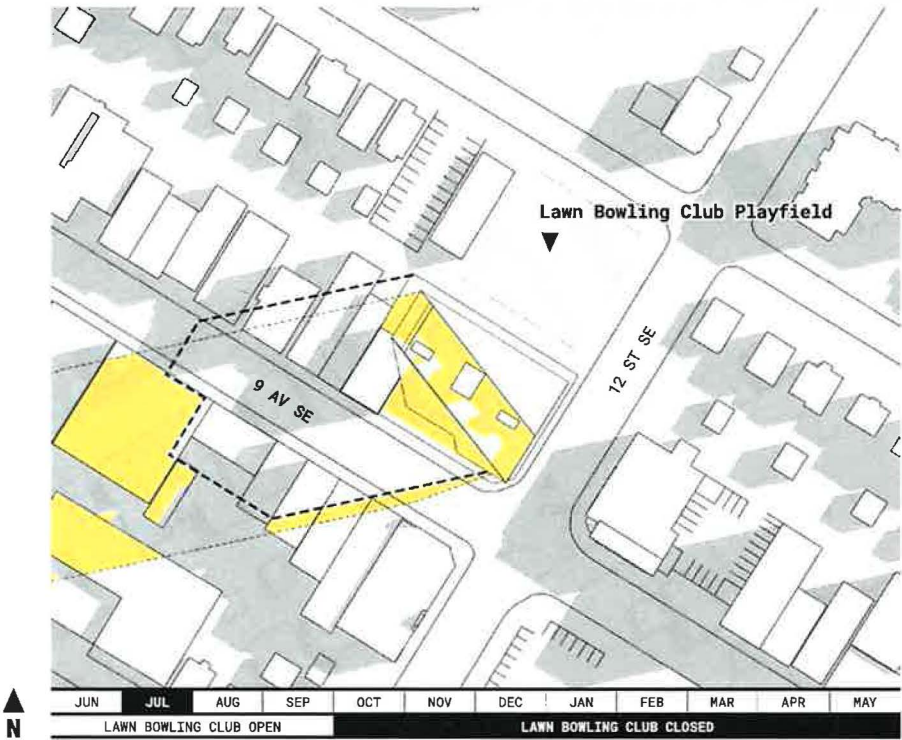 Lawn Bowling Club Playfield
12 ST SE
9 AV SE
JUN JUL AUG SEP OCT NOV DEC JAN FEB MAR APR MAY
LAWN BOWLING CLUB OPEN LAWN BOWLING CLUB CLOSED
N